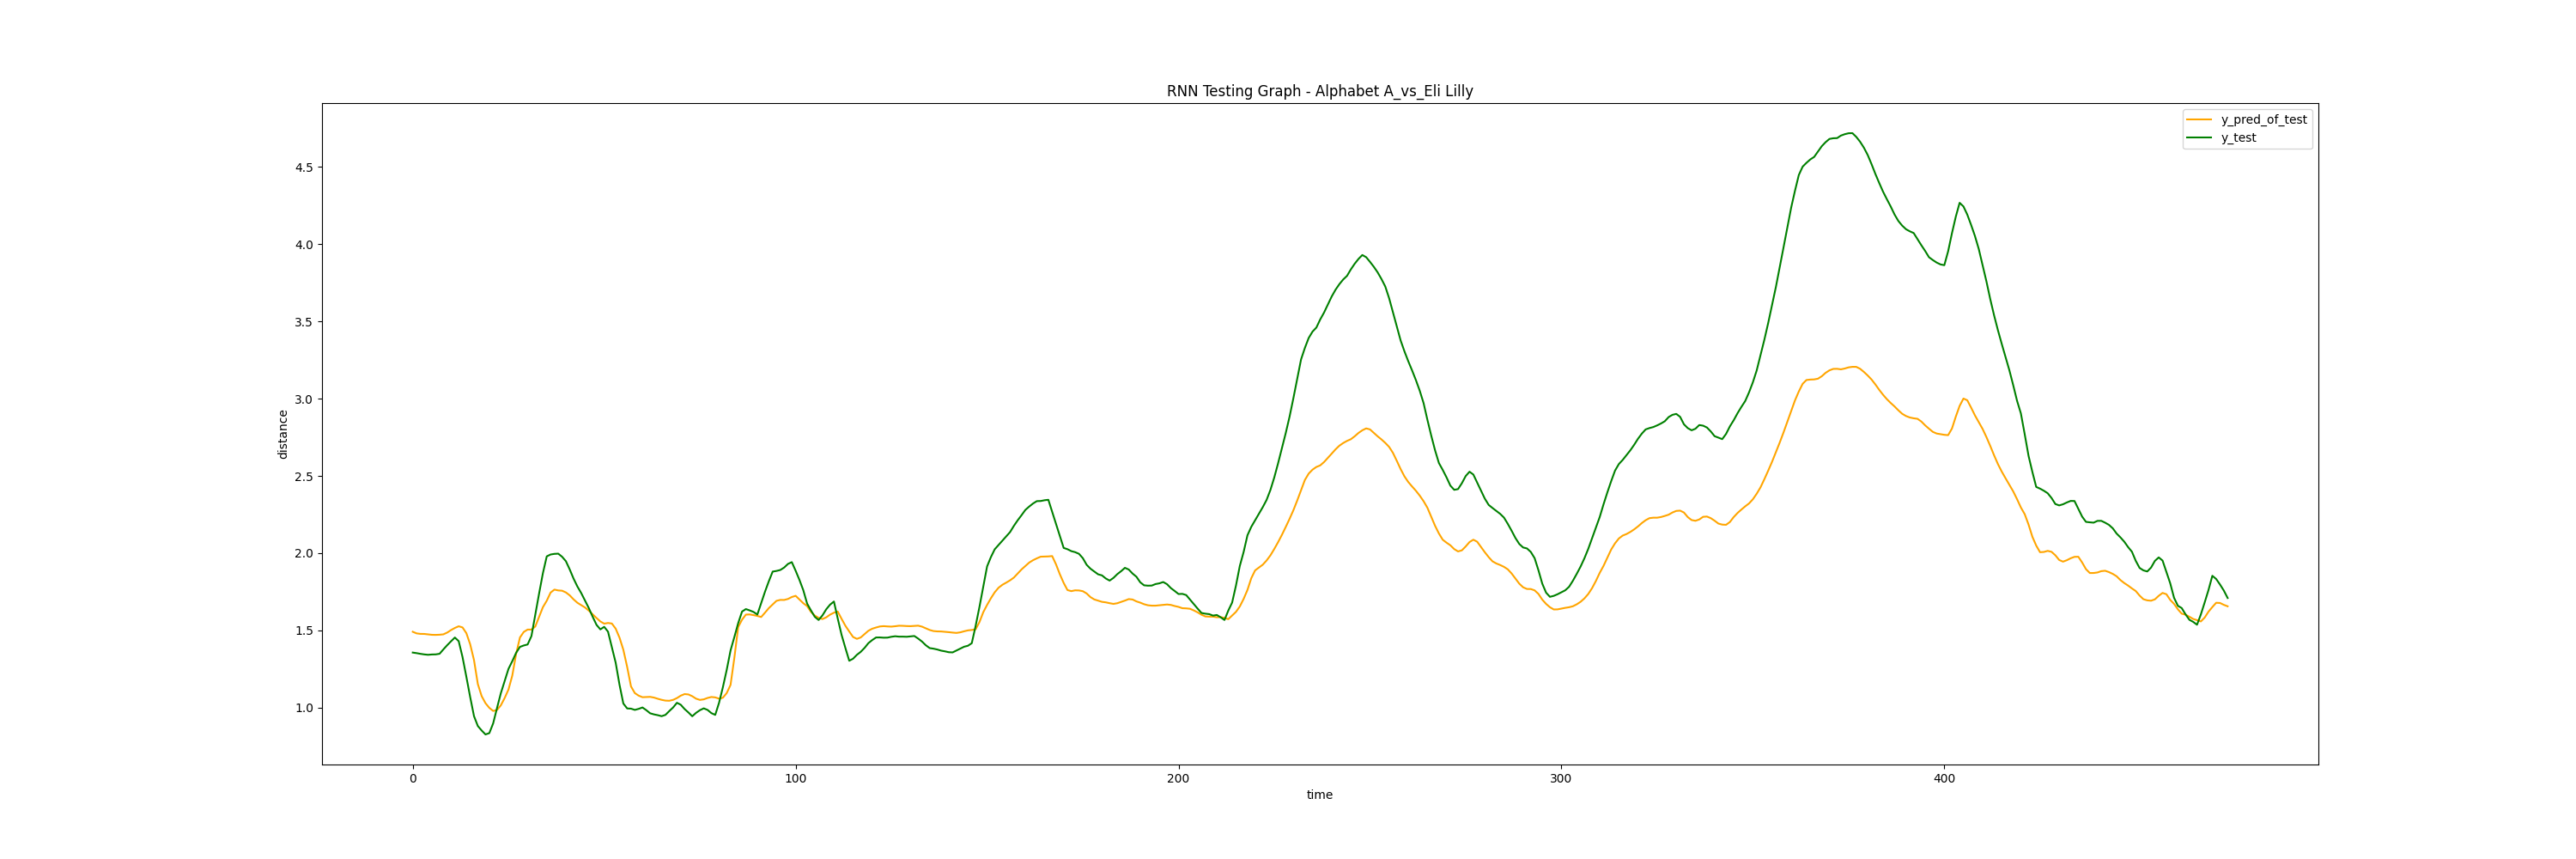 RNN Testing Graph - Alphabet A_vs_Eli Lilly
y_pred_of_test
y_test
4.5
4.0
3.5
3.0
2.5
2.0
1.5
1.0
distance
0 100 200 300 400
time